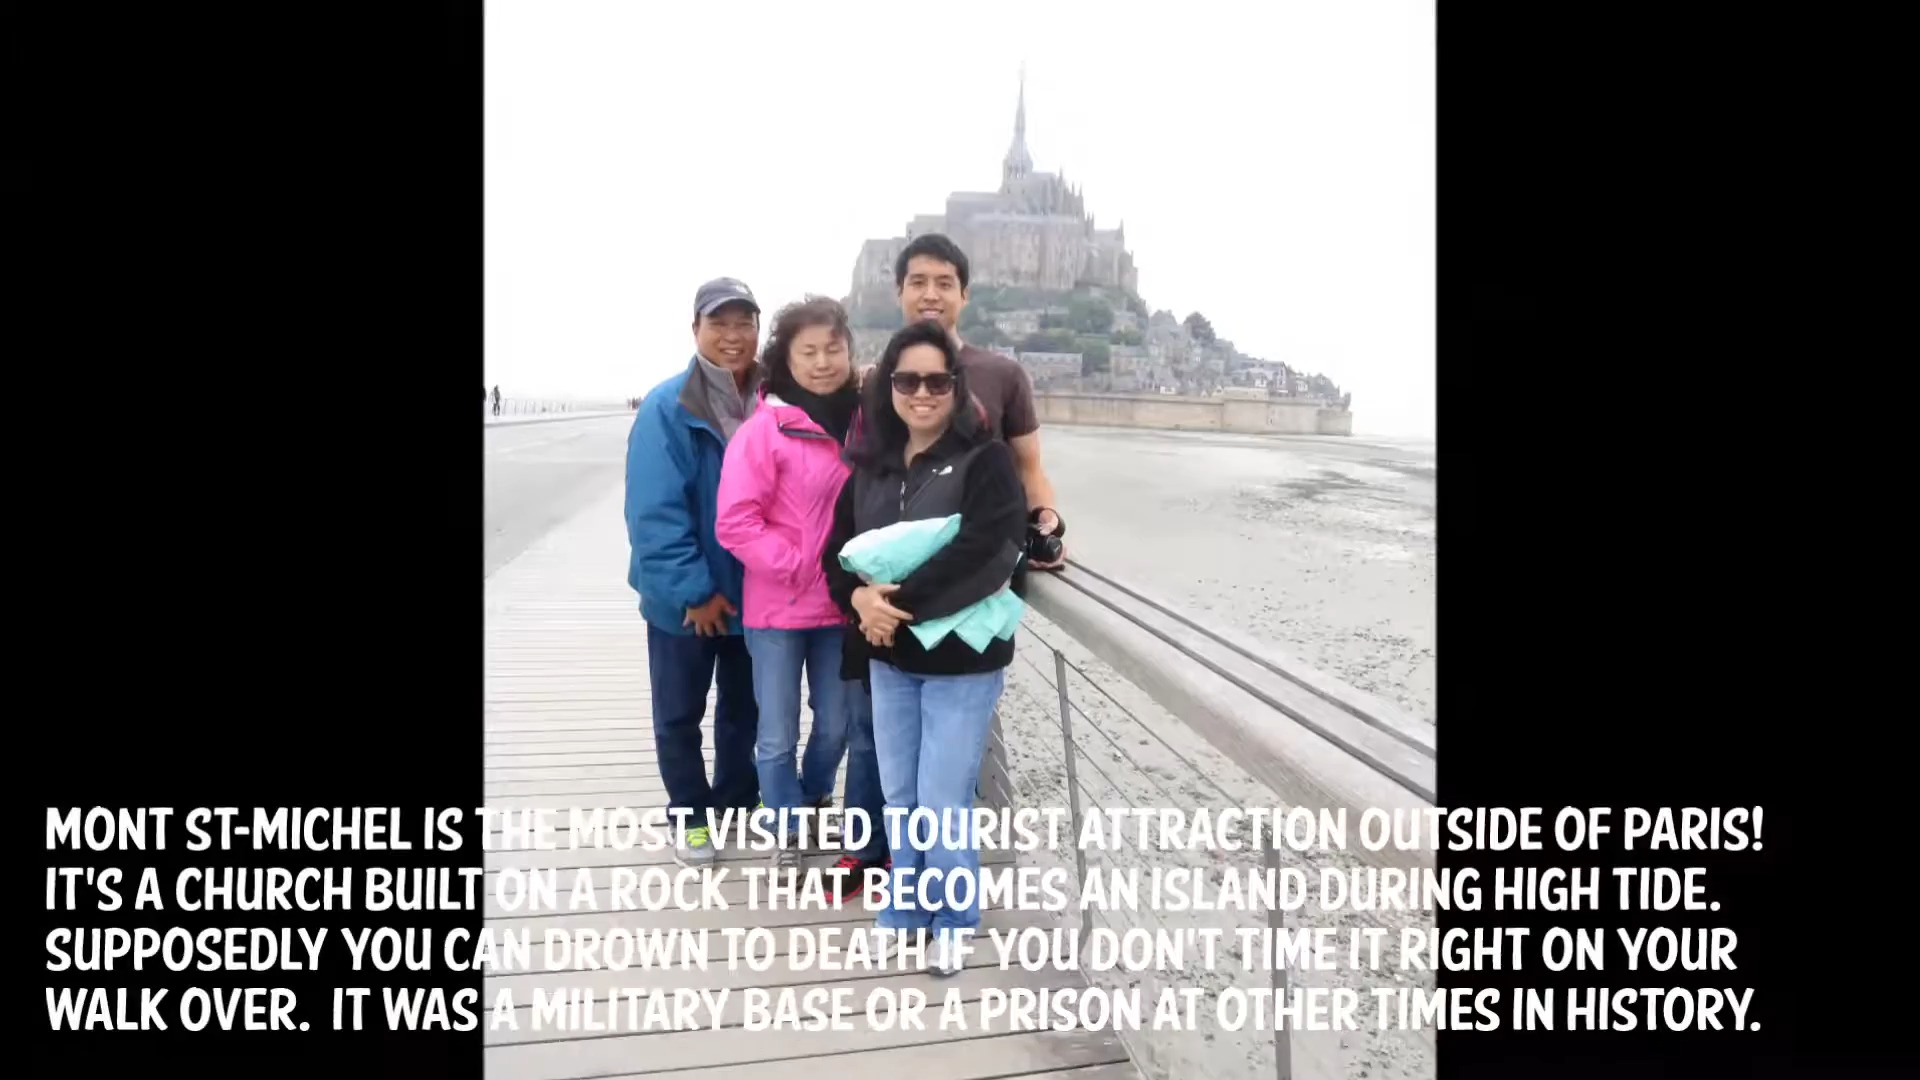 MONT ST-MICHEL IS THE MOST VISITED TOURIST ATTRACTION OUTSIDE OF PARIS!
IT'S A CHURCH BUILT ON A ROCK THAT BECOMES AN ISLAND DURING HIGH TIDE.
SUPPOSEDLY YOU CAN DROWN TO DEATH IF YOU DON'T TIME IT RIGHT ON YOUR
WALK OVER. IT WAS A MILITARY BASE OR A PRISON AT OTHER TIMES IN HISTORY.